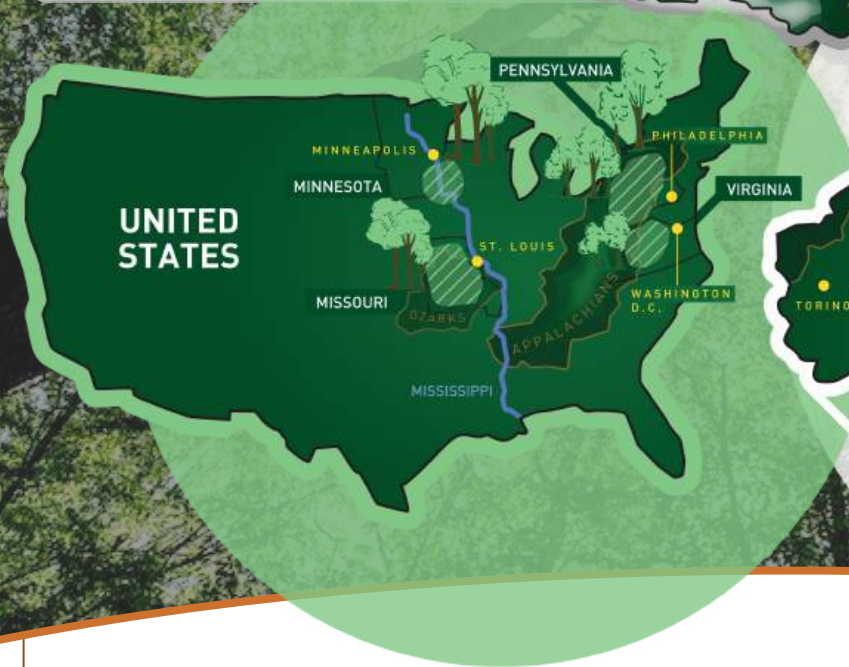 PENNSYLVANIA
PHILADELPHIA
MINNEAPOLIS
MINNESOTA
VIRGINIA
UNITED
STATES
ST. LOUIS
MISSOURI
WASHINGTON
D.C.
OZARKS
APPALACHIANS
MISSISSIPPI
TORINO